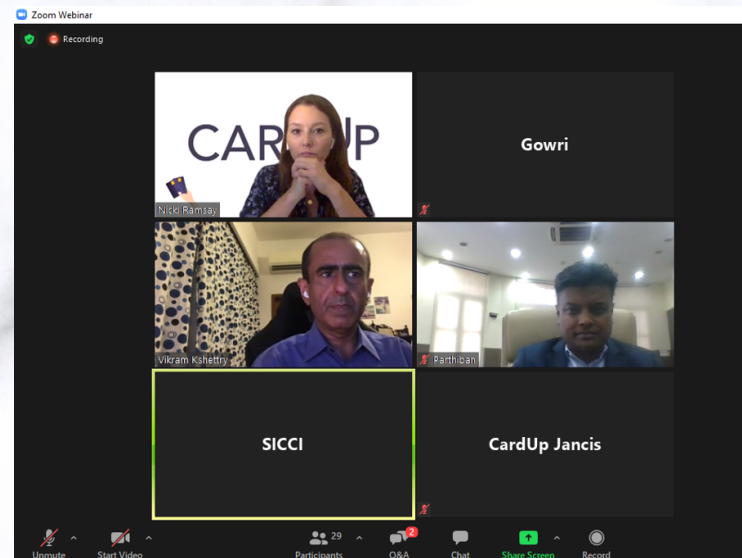 Zoom Webinar
Recording
CARDUP
Nicki Ramsay
Gowri
Vikram Kshettry
Parthiban
SICCI
CardUp Jancis
29
2
Unmute
Start Video
Participants
Q&A
Chat
Share Screen
Record